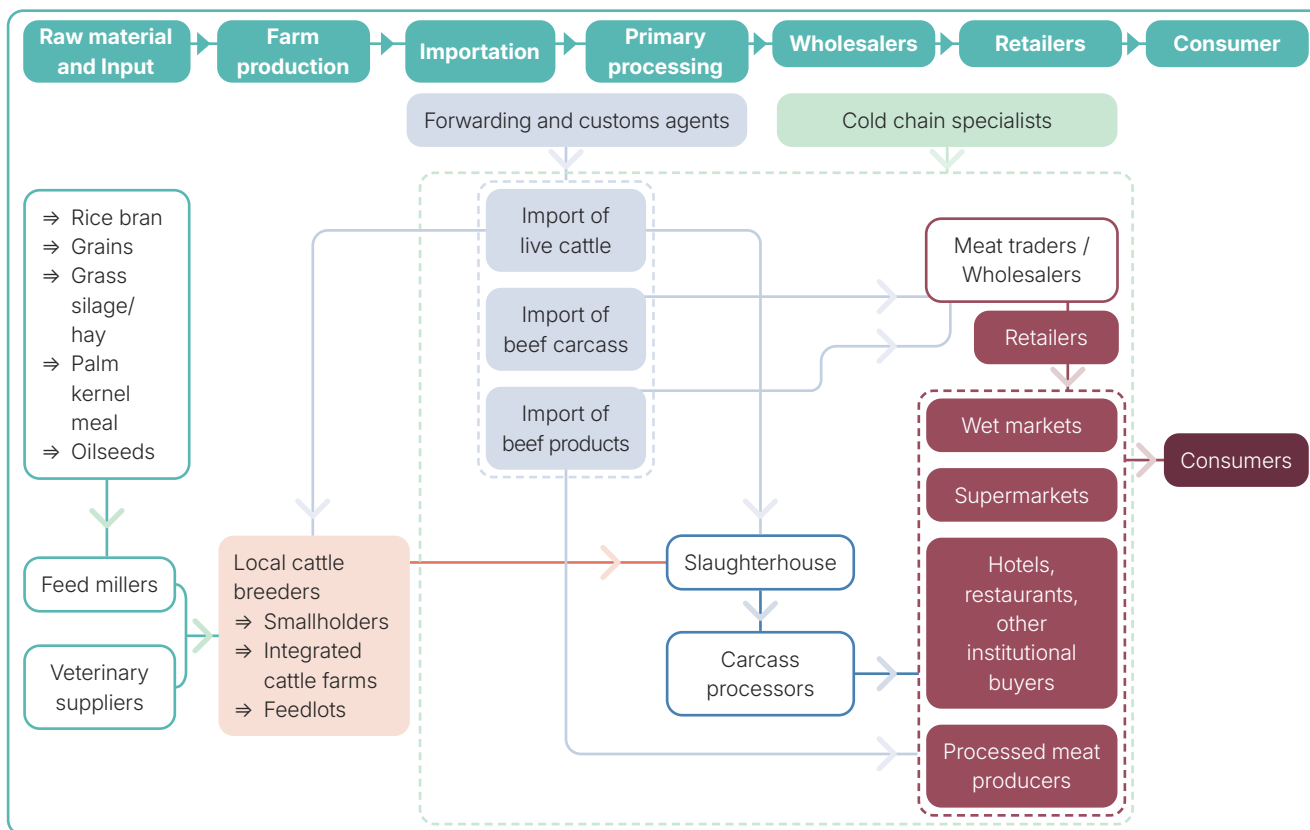 Raw material
and Input
Farm
production
Importation
Primary
processing
Wholesalers
Retailers
Consumer
Forwarding and customs agents
Cold chain specialists
⇒ Rice bran
⇒ Grains
⇒ Grass
silage/
hay
⇒ Palm
kernel
meal
⇒ Oilseeds
Import of
live cattle
Import of
beef carcass
Import of
beef products
Meat traders /
Wholesalers
Retailers
Wet markets
Supermarkets
Hotels,
restaurants,
other
institutional
buyers
Processed meat
producers
Consumers
Feed millers
Veterinary
suppliers
Local cattle
breeders
⇒ Smallholders
⇒ Integrated
cattle farms
⇒ Feedlots
Slaughterhouse
Carcass
processors